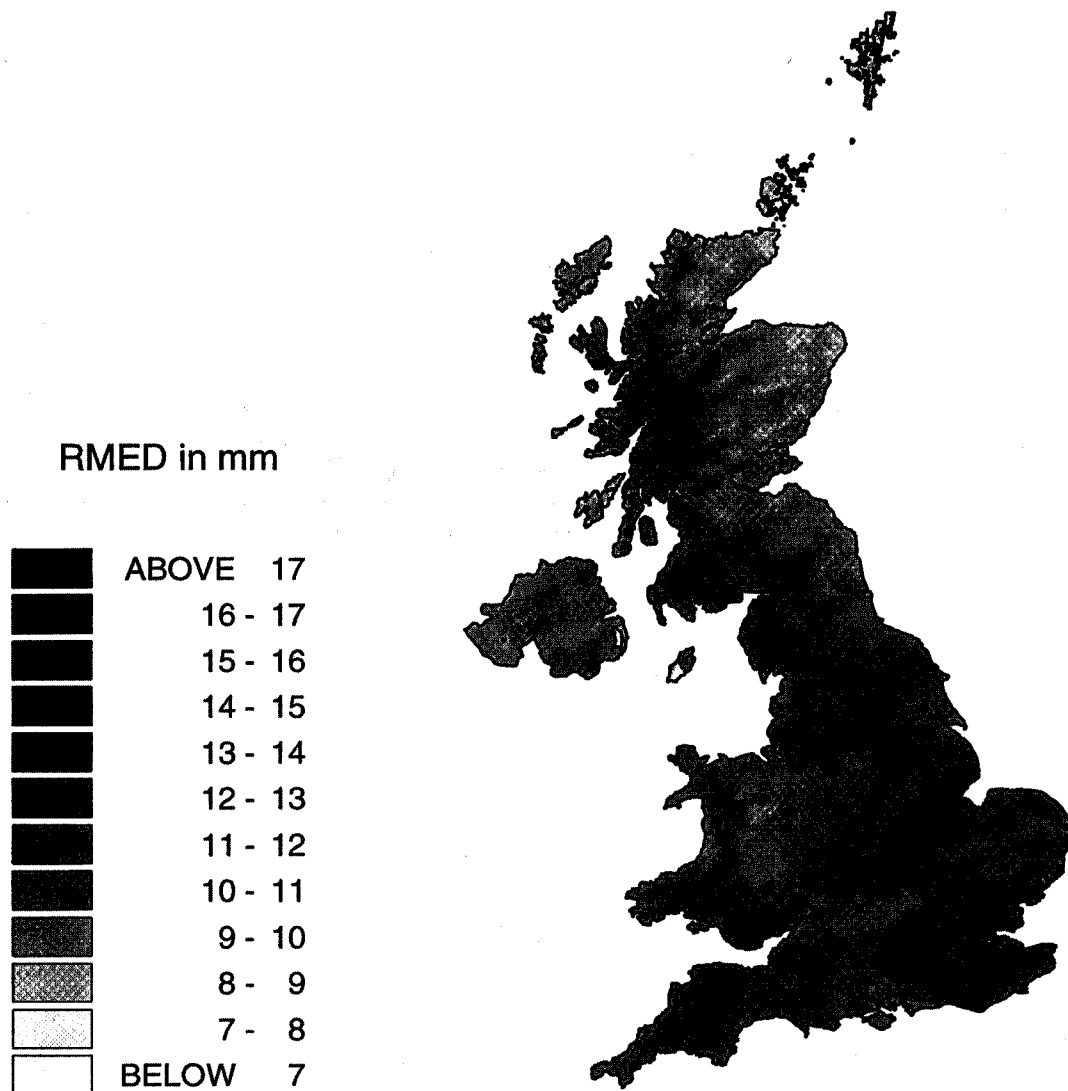 RMED in mm
ABOVE 17
16 - 17
15 - 16
14 - 15
13 - 14
12 - 13
11 - 12
10 - 11
9 - 10
8 - 9
7 - 8
BELOW 7